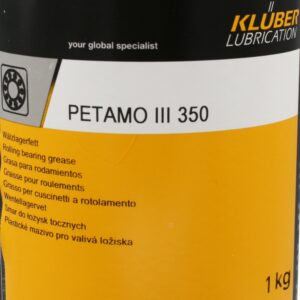 KLÜBER
LUBRICATION
your global specialist
PETAMO III 350
Wälzlagerfett
Rolling bearing grease
Grasa para rodamientos
Graisse pour roulements
Grasso per cuscinetti a rotolamento
Wentellagervet
Smar do łożysk tocznych
Plastické mazivo pro valivá ložiska
1 kg